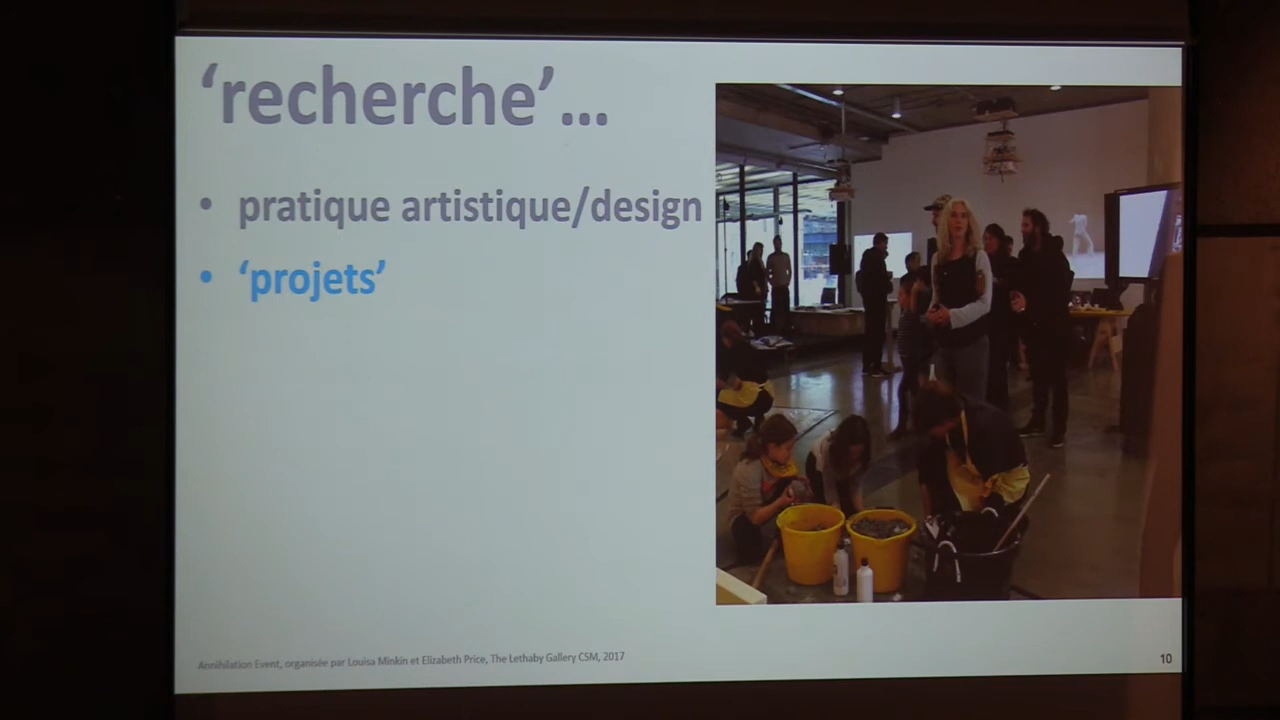 ‘recherche’...
• pratique artistique/design
• ‘projets’
Annihilation Event, organisée par Louisa Minkin et Elizabeth Price, The Lethaby Gallery CSM, 2017
10